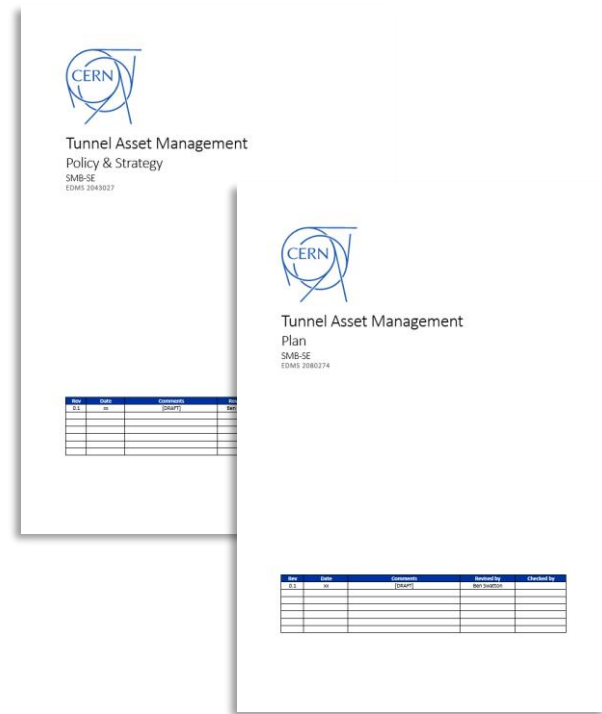 CERN
Tunnel Asset Management
Policy & Strategy
SMB-SE
EDMS 2043027
Rev Date Comments
0.1 xx [DRAFT] Ben
CERN
Tunnel Asset Management
Plan
SMB-SE
EDMS 2080274
Rev Date Comments Revised by Checked by
0.1 xx [DRAFT] Ben Swatton